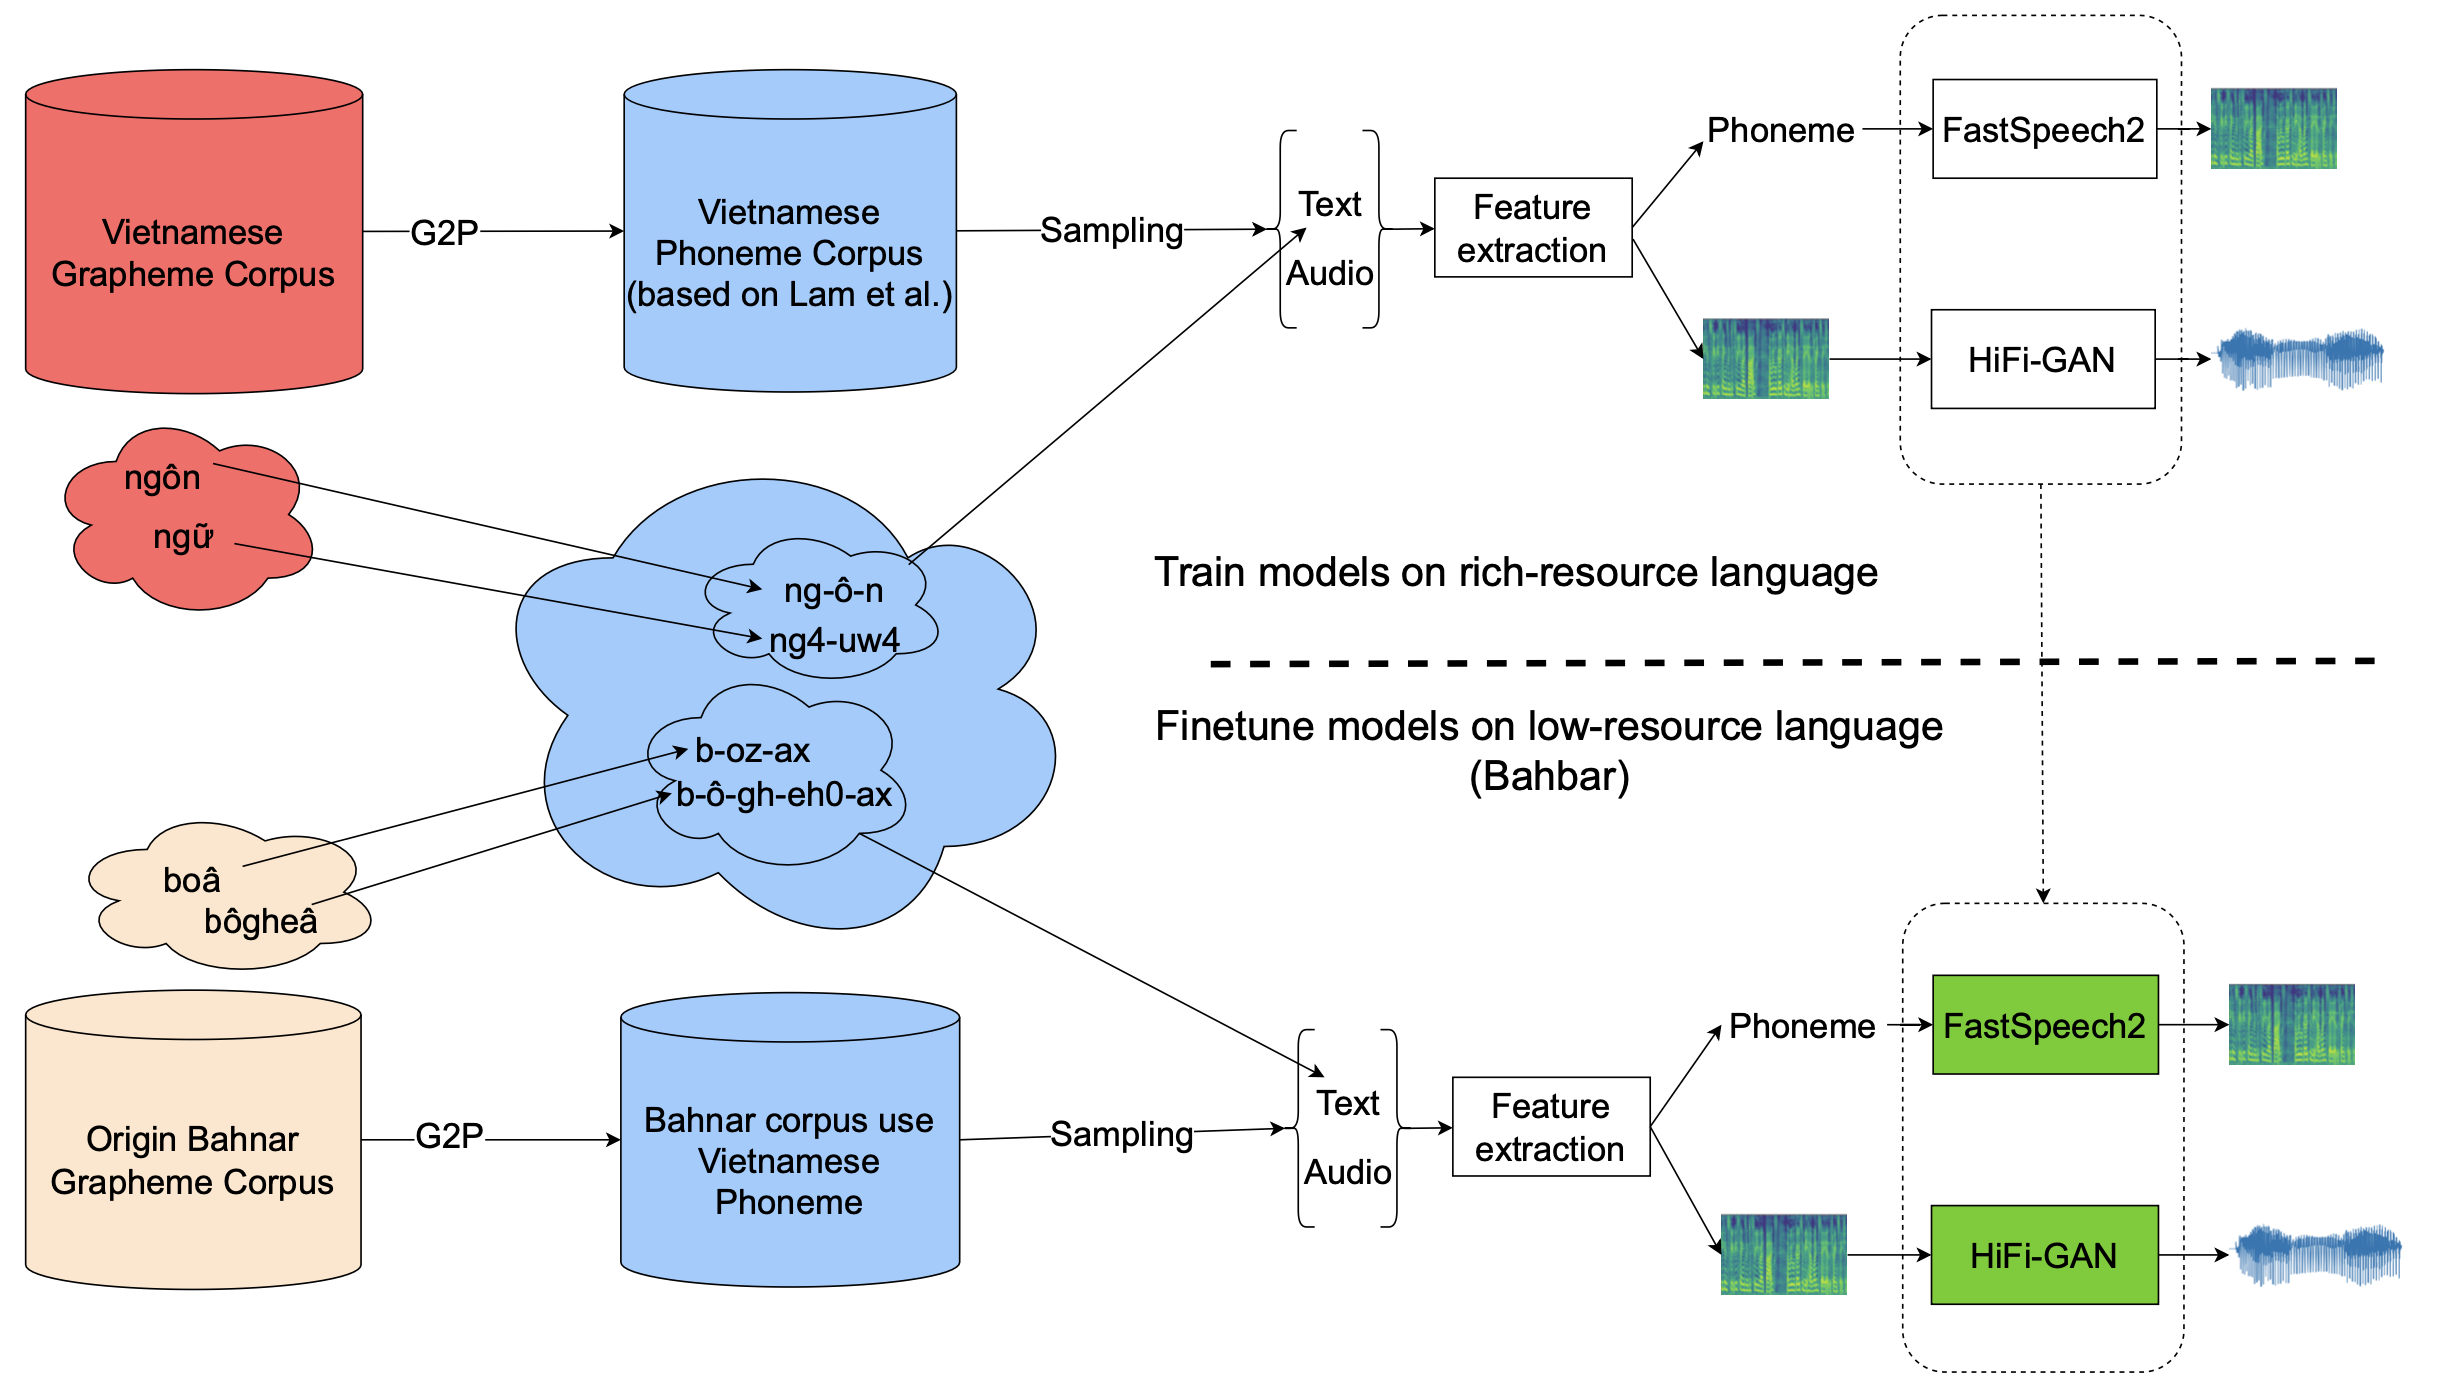 Vietnamese
Grapheme Corpus
G2P
Vietnamese
Phoneme Corpus
(based on Lam et al.)
Sampling
Text
Audio
Feature
extraction
Phoneme
FastSpeech2
HiFi-GAN
ngôn
ngữ
ng-ô-n
ng4-uw4
b-oz-ax
b-ô-gh-eh0-ax
boâ
bôgheâ
Train models on rich-resource language
Finetune models on low-resource language
(Bahbar)
Origin Bahnar
Grapheme Corpus
G2P
Bahnar corpus use
Vietnamese
Phoneme
Sampling
Text
Audio
Feature
extraction
Phoneme
FastSpeech2
HiFi-GAN